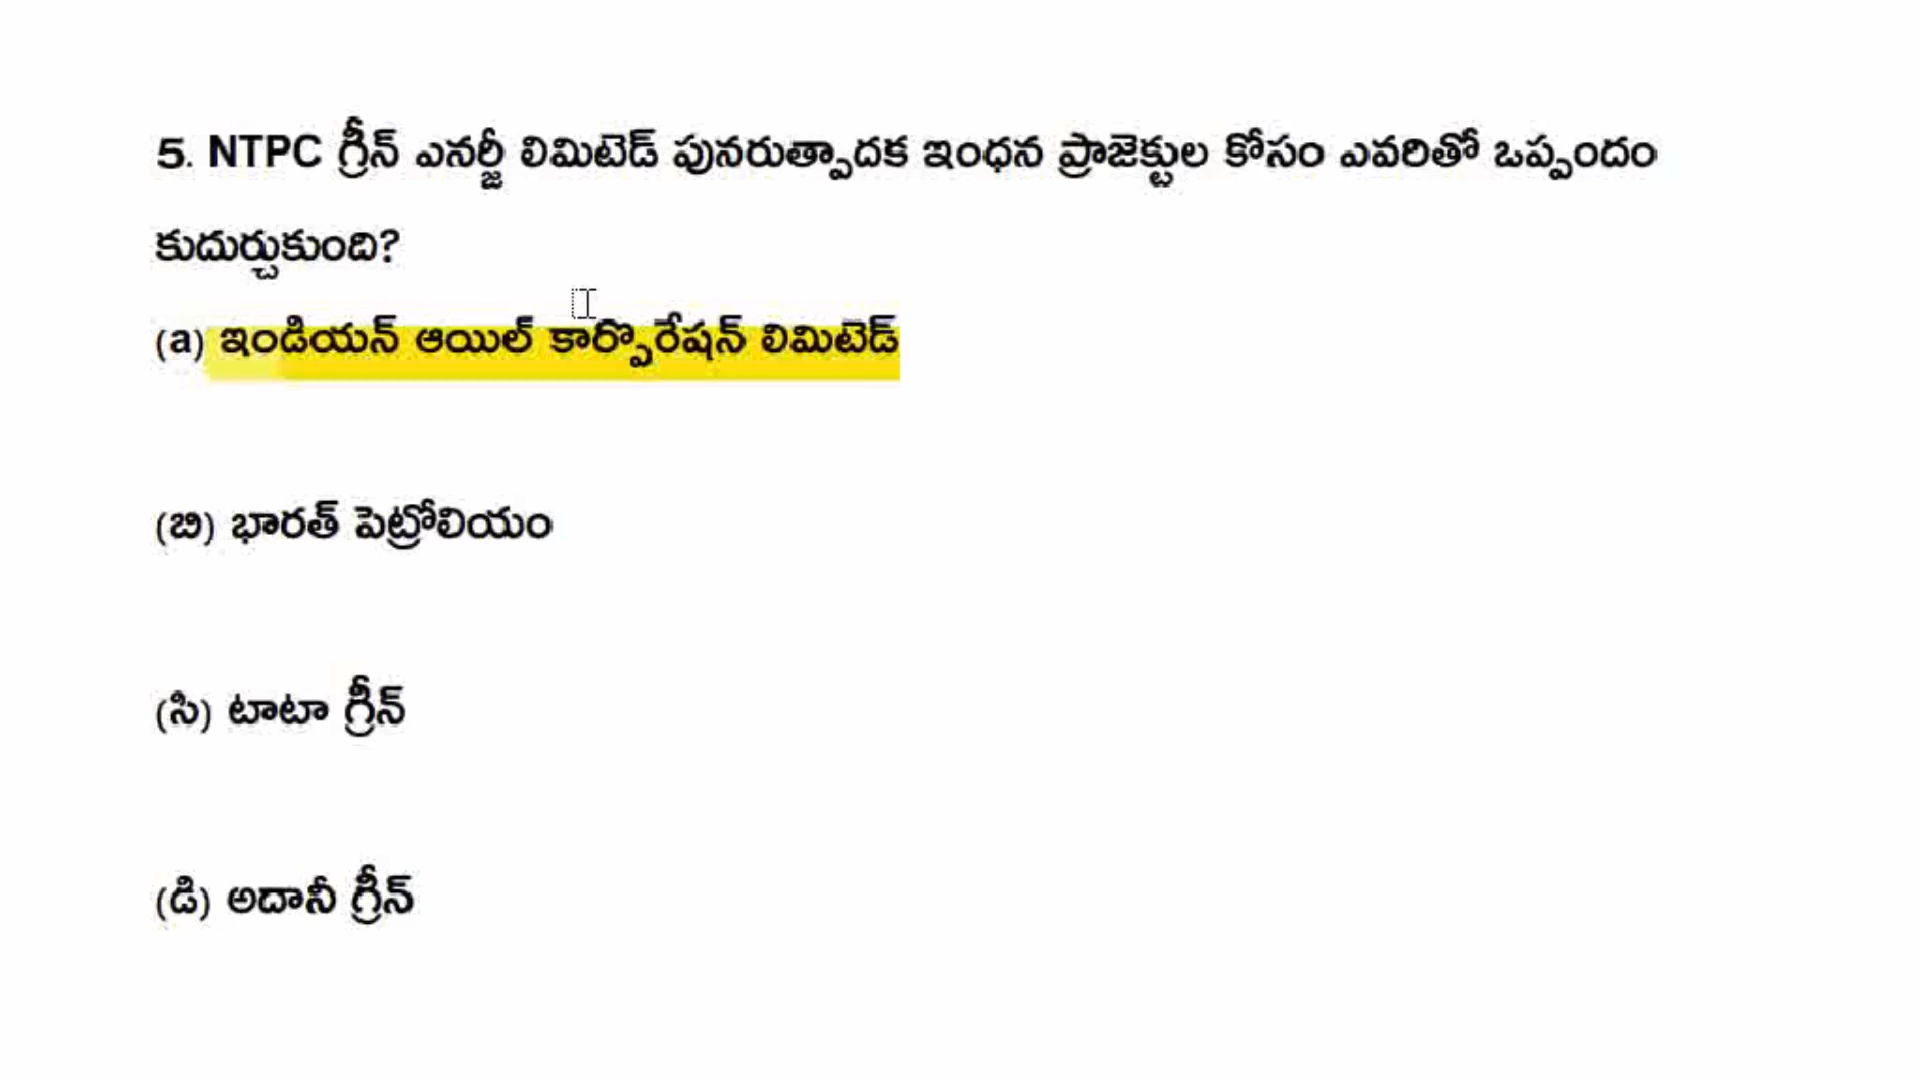 5. NTPC గ్రీన్ ఎనర్జీ లిమిటెడ్ పునరుత్పాదక ఇంధన ప్రాజెక్టుల కోసం ఎవరితో ఒప్పందం
కుదుర్చుకుంది?
(a) ఇండియన్ ఆయిల్ కార్పొరేషన్ లిమిటెడ్
(బి) భారత్ పెట్రోలియం
(సి) టాటా గ్రీన్
(డి) అదానీ గ్రీన్